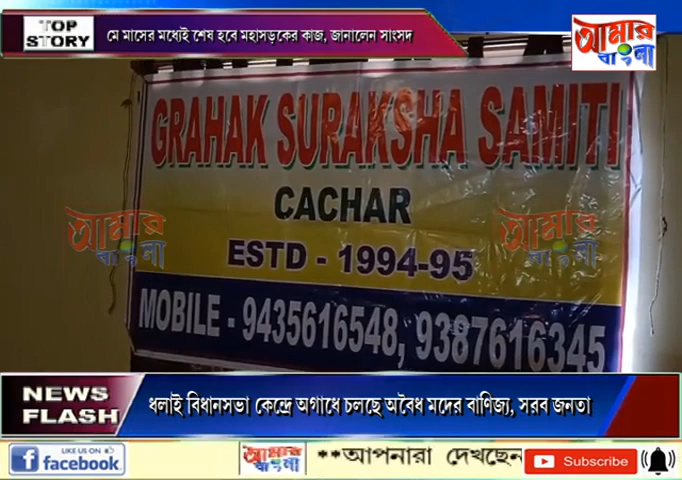 TOP
STORY
মে মাসের মধ্যেই শেষ হবে মহাসড়কের কাজ, জানালেন সাংসদ
আমার
বাংলা
GRAHAK SURAKSHA SAMITI
CACHAR
ESTD - 1994-95
MOBILE - 9435616548, 9387616345
আমার
বাংলা
আমার
বাংলা
NEWS
FLASH
ধলাই বিধানসভা কেন্দ্রে অগাধে চলছে অবৈধ মদের বাণিজ্য, সরব জনতা
LIKE US ON
facebook
আমার
বাংলা
**আপনারা দেখছেন
Subscribe